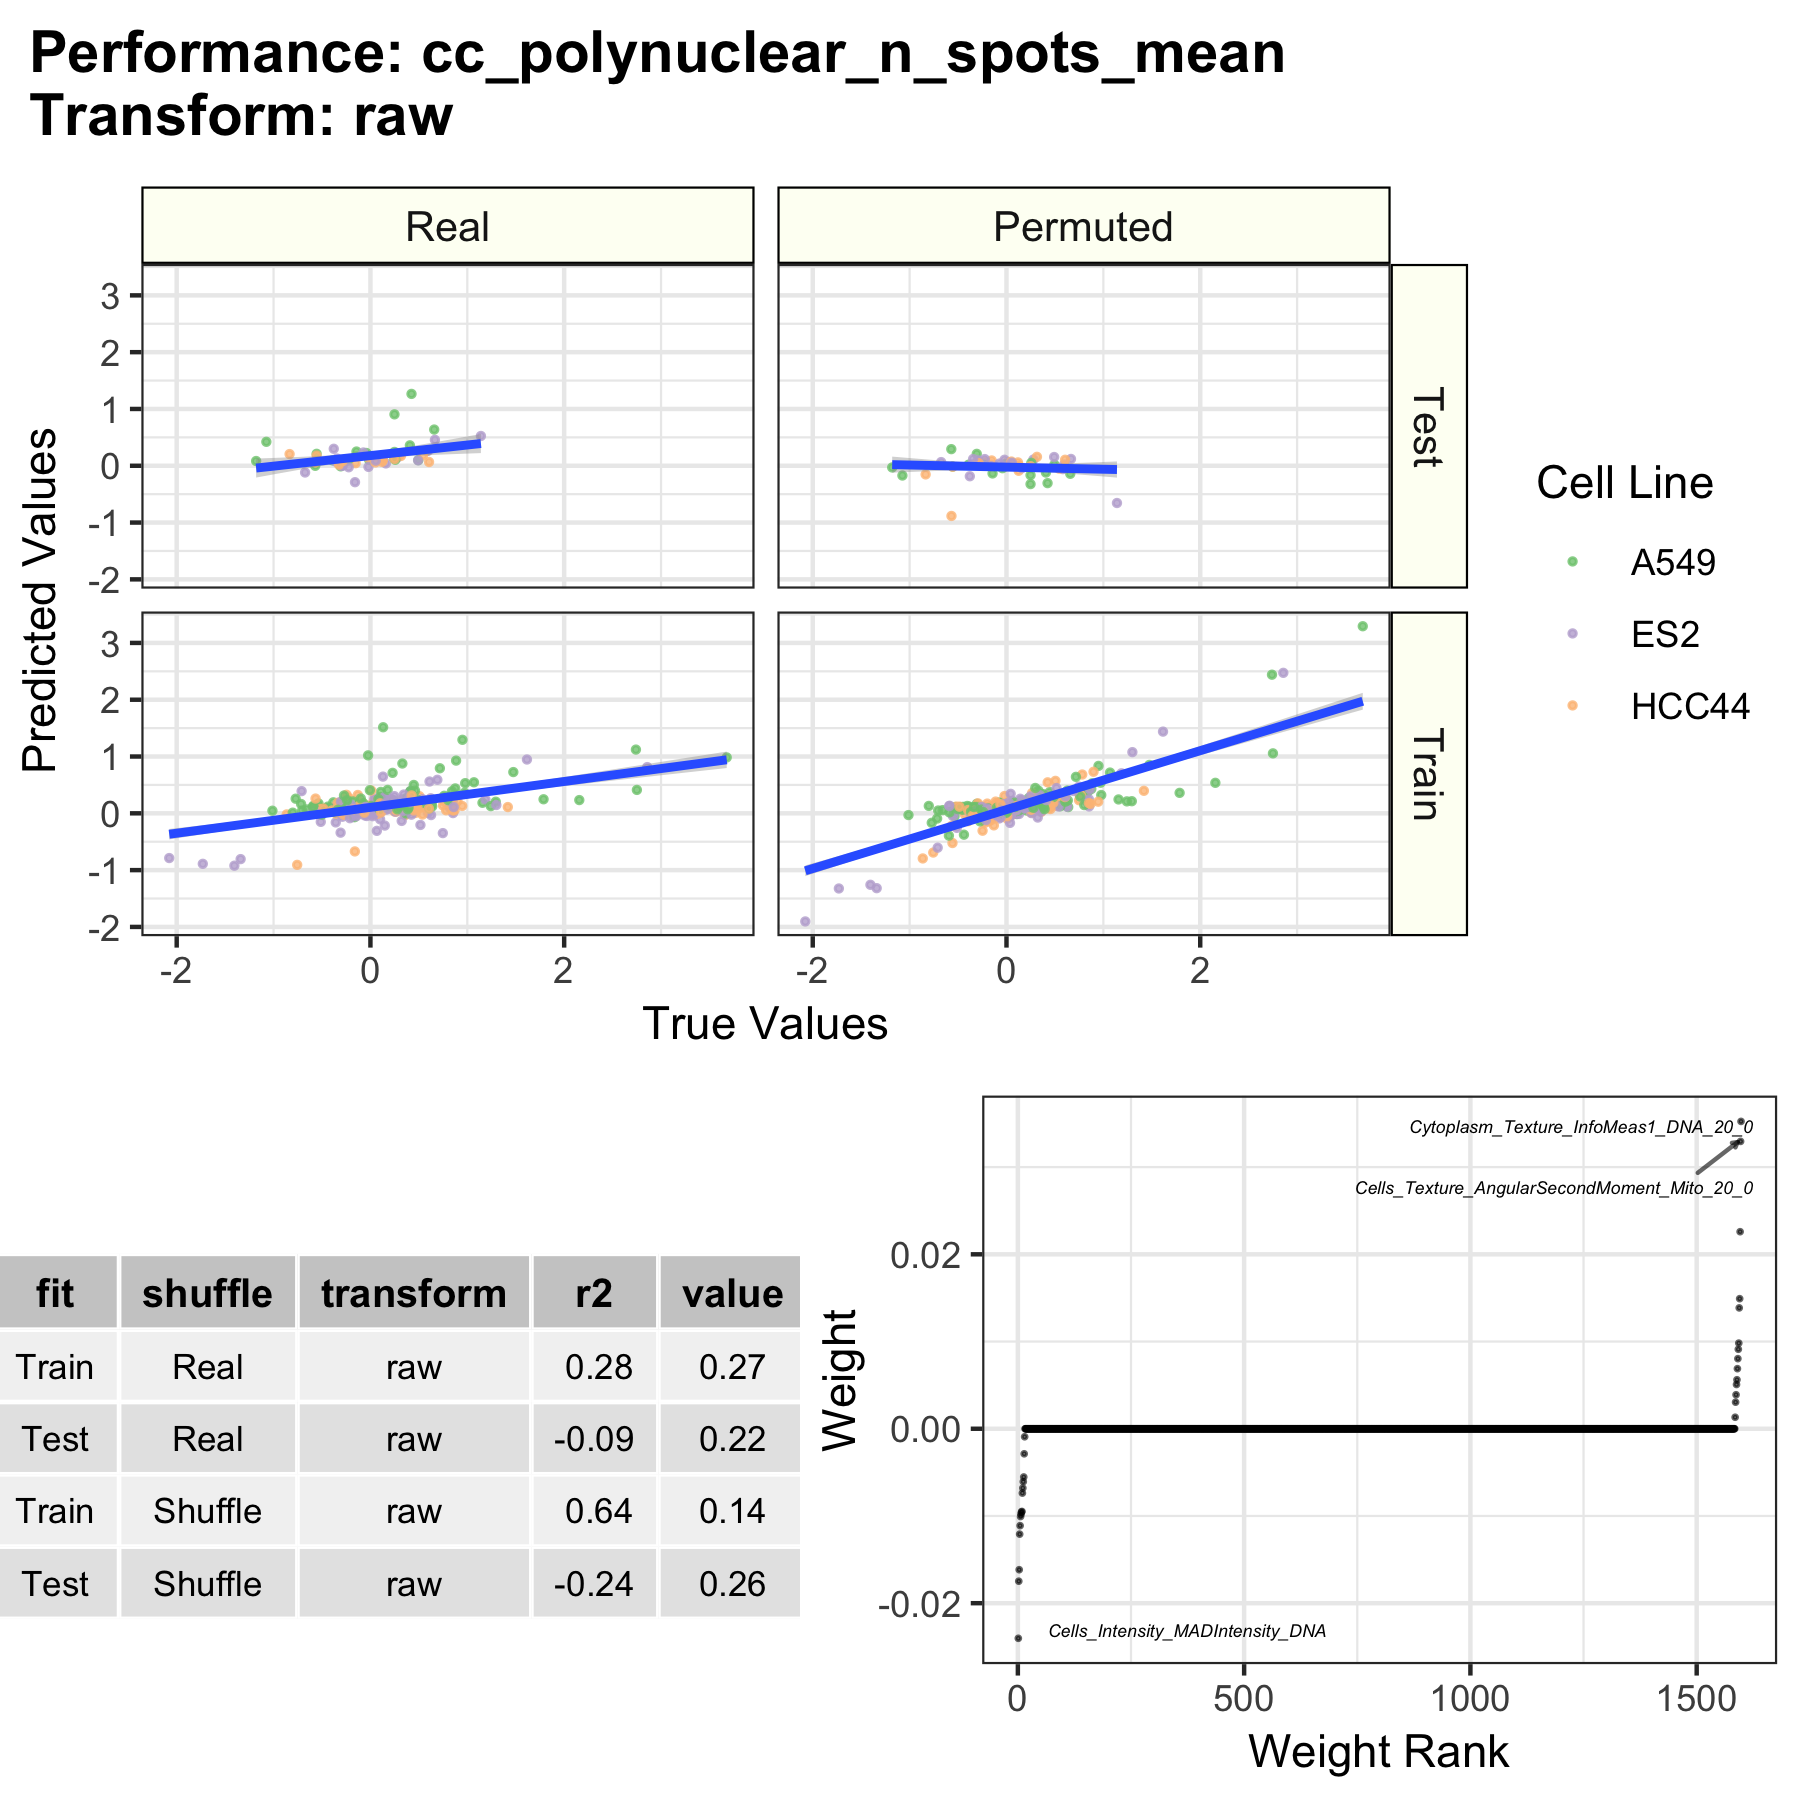 Performance: cc_polynuclear_n_spots_mean
Transform: raw
Real
Permuted
3
2
1
0
-1
-2
Test
3
2
1
0
-1
-2
Train
Predicted Values
-2
0
2
-2
0
2
True Values
Cell Line
A549
ES2
HCC44
fit shuffle transform r2 value
Train Real raw 0.28 0.27
Test Real raw -0.09 0.22
Train Shuffle raw 0.64 0.14
Test Shuffle raw -0.24 0.26
Weight
0.02
0.00
-0.02
Cytoplasm_Texture_InfoMeas1_DNA_20_0
Cells_Texture_AngularSecondMoment_Mito_20_0
Cells_Intensity_MADIntensity_DNA
0
500
1000
1500
Weight Rank